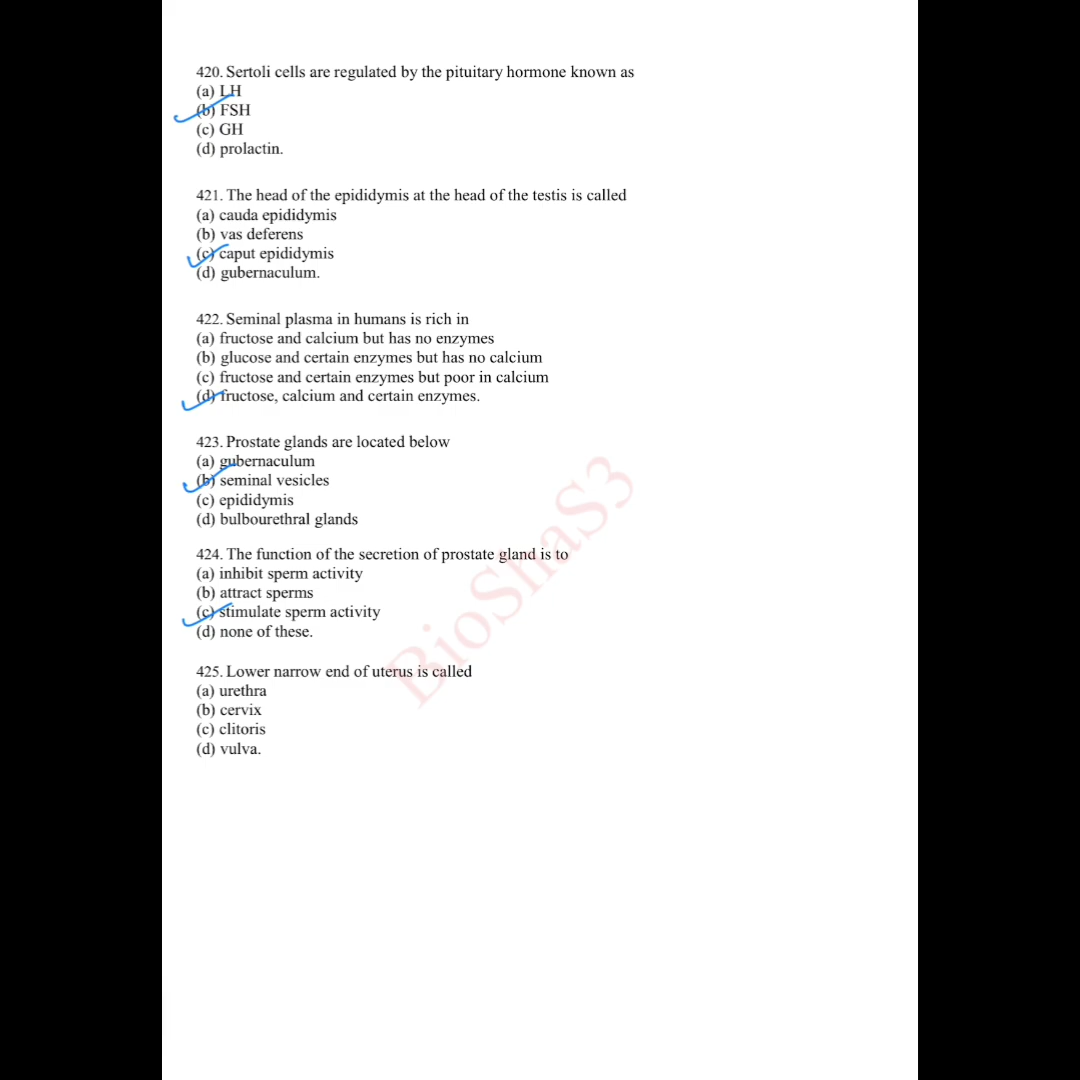 420. Sertoli cells are regulated by the pituitary hormone known as
(a) LH
(b) FSH
(c) GH
(d) prolactin.
421. The head of the epididymis at the head of the testis is called
(a) cauda epididymis
(b) vas deferens
(c) caput epididymis
(d) gubernaculum.
422. Seminal plasma in humans is rich in
(a) fructose and calcium but has no enzymes
(b) glucose and certain enzymes but has no calcium
(c) fructose and certain enzymes but poor in calcium
(d) fructose, calcium and certain enzymes.
423. Prostate glands are located below
(a) gubernaculum
(b) seminal vesicles
(c) epididymis
(d) bulbourethral glands
424. The function of the secretion of prostate gland is to
(a) inhibit sperm activity
(b) attract sperms
(c) stimulate sperm activity
(d) none of these.
425. Lower narrow end of uterus is called
(a) urethra
(b) cervix
(c) clitoris
(d) vulva.
BioShaS3